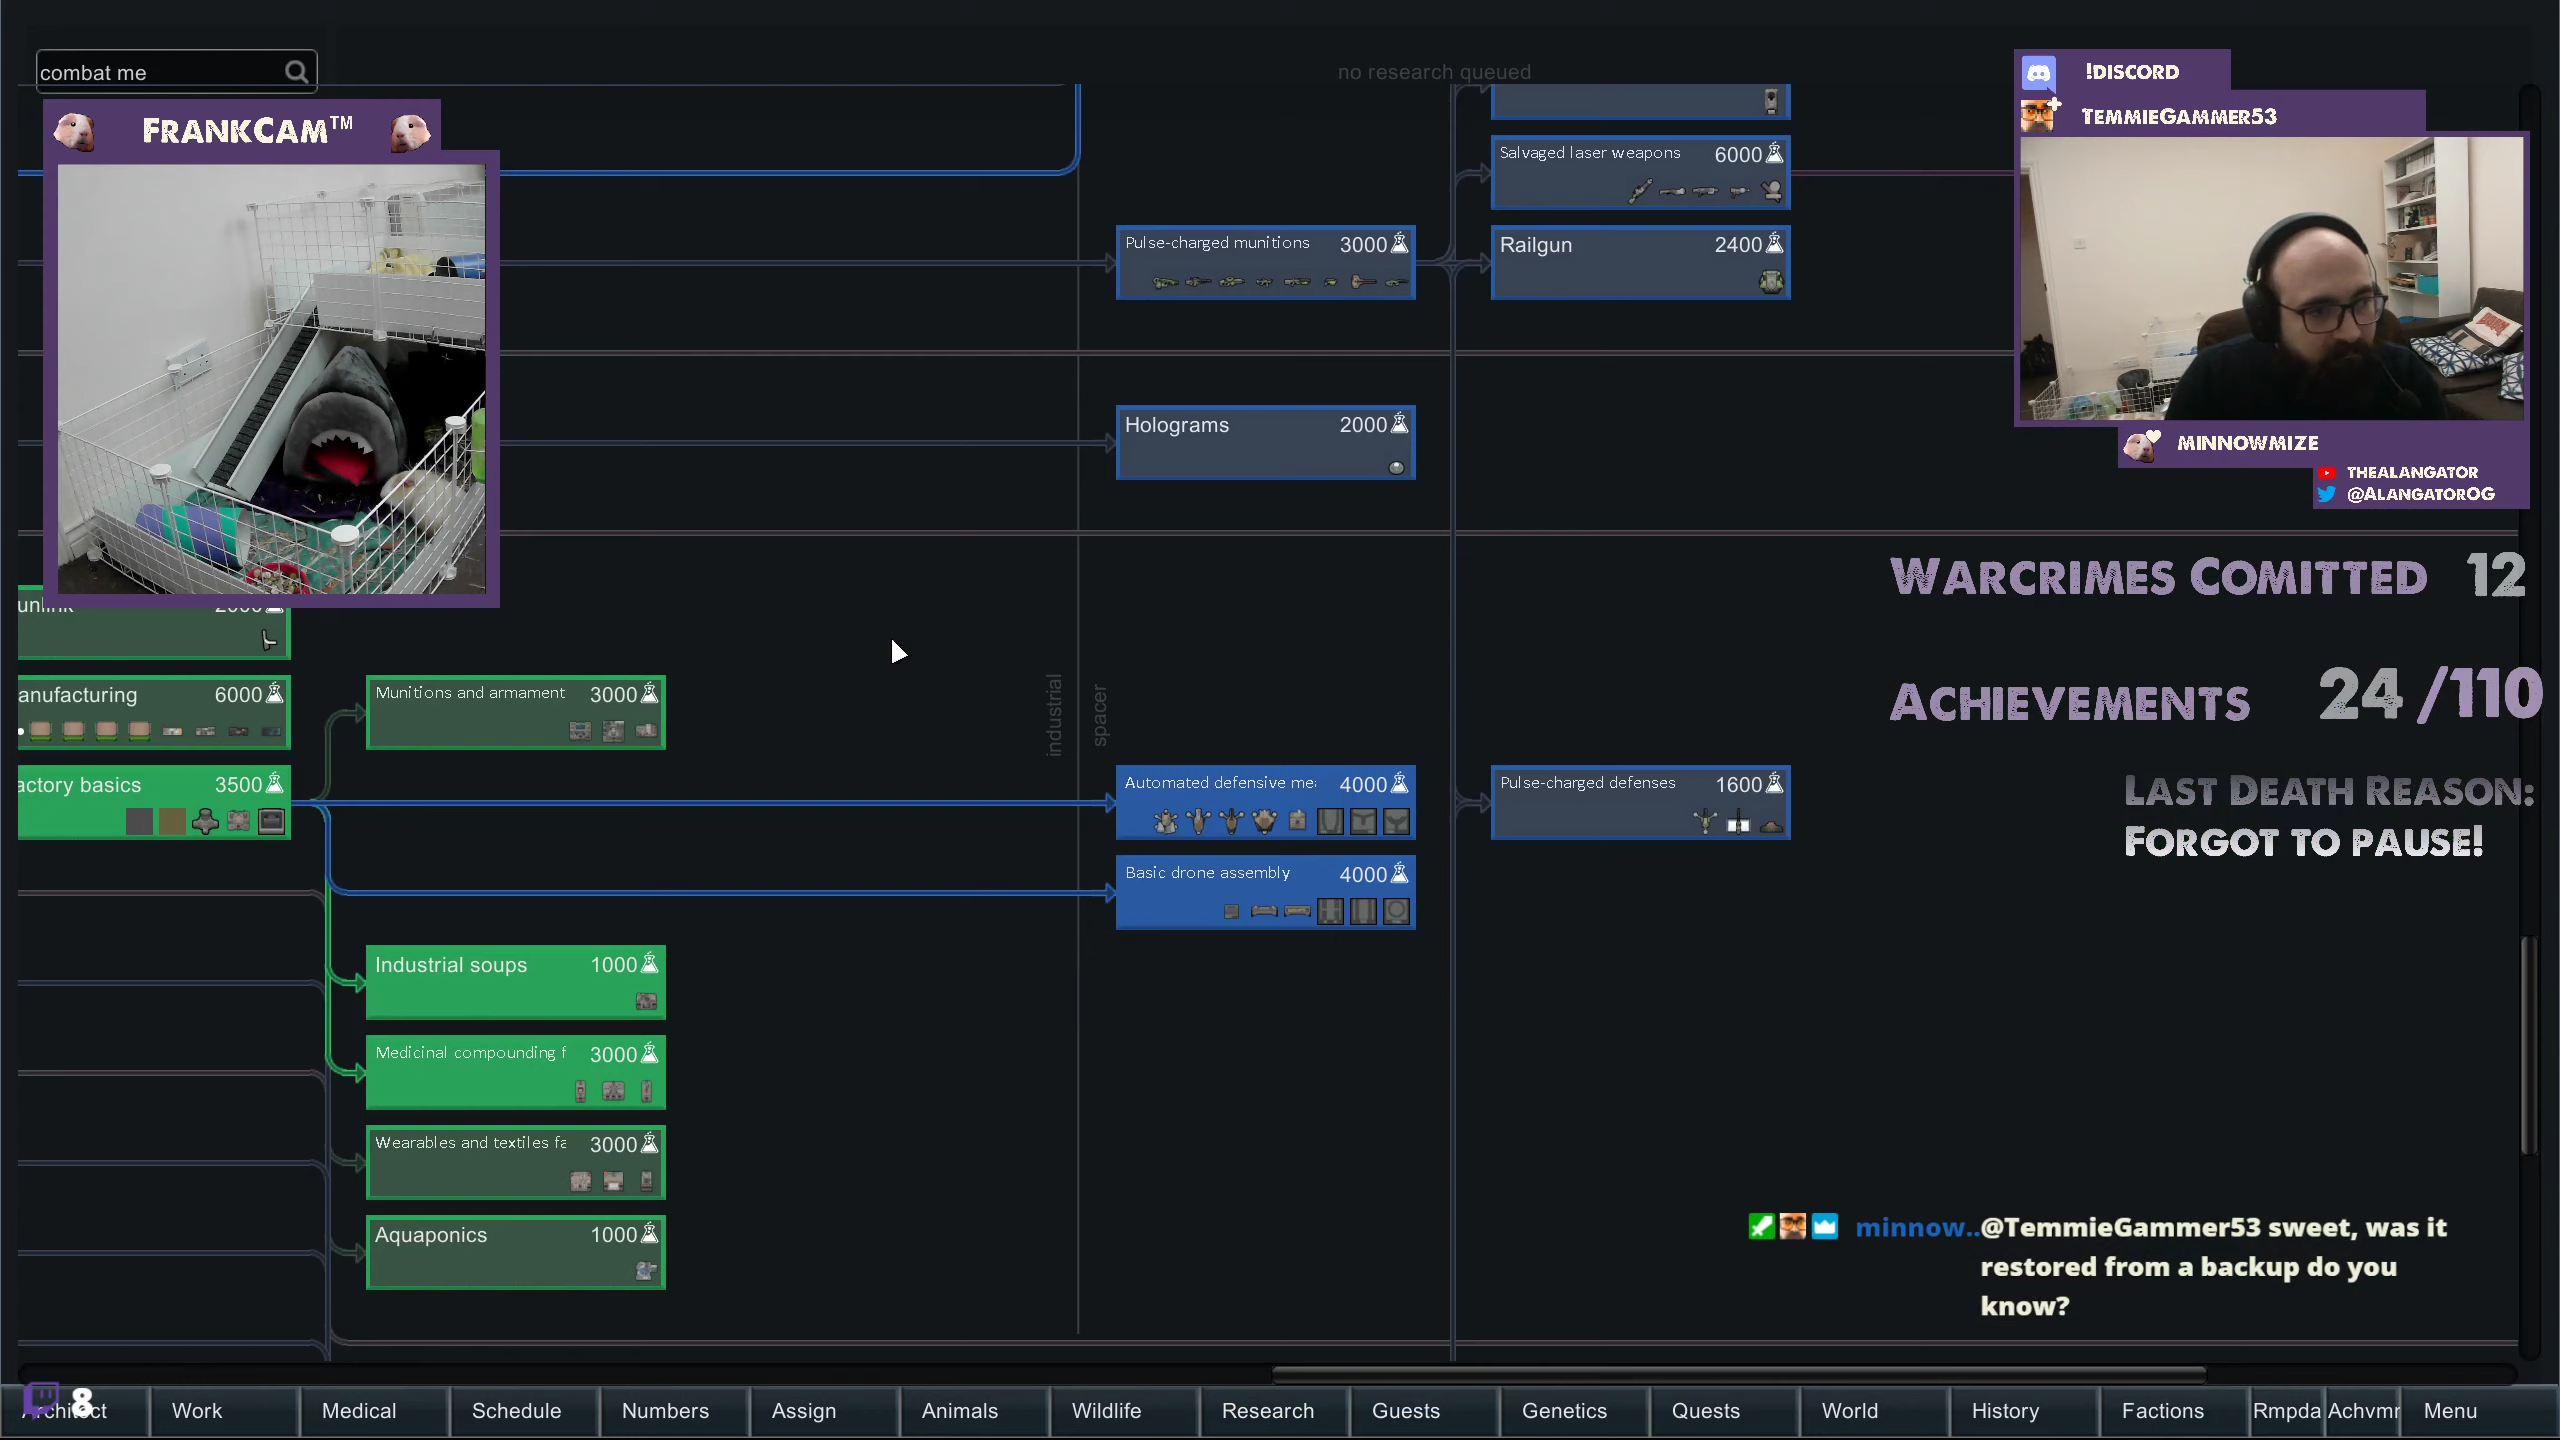 combat me
no research queued
!DISCORD
TEMMIEGAMMER53
FRANKCAM™
Salvaged laser weapons 6000
Pulse-charged munitions 3000
Railgun 2400
Holograms 2000
MINNOWMIZE
THEALANGATOR
@ALANGATOROG
WARCRIMES COMITTED 12
anufacturing 6000
Munitions and armament 3000
industrial
spacer
ACHIEVEMENTS 24 /110
actory basics 3500
Automated defensive me 4000
Pulse-charged defenses 1600
LAST DEATH REASON:
FORGOT TO PAUSE!
Basic drone assembly 4000
Industrial soups 1000
Medicinal compounding f 3000
Wearables and textiles fa 3000
Aquaponics 1000
minnow.. @TemmieGammer53 sweet, was it
restored from a backup do you
know?
8
Architect Work Medical Schedule Numbers Assign Animals Wildlife Research Guests Genetics Quests World History Factions Rmpda Achvmr Menu